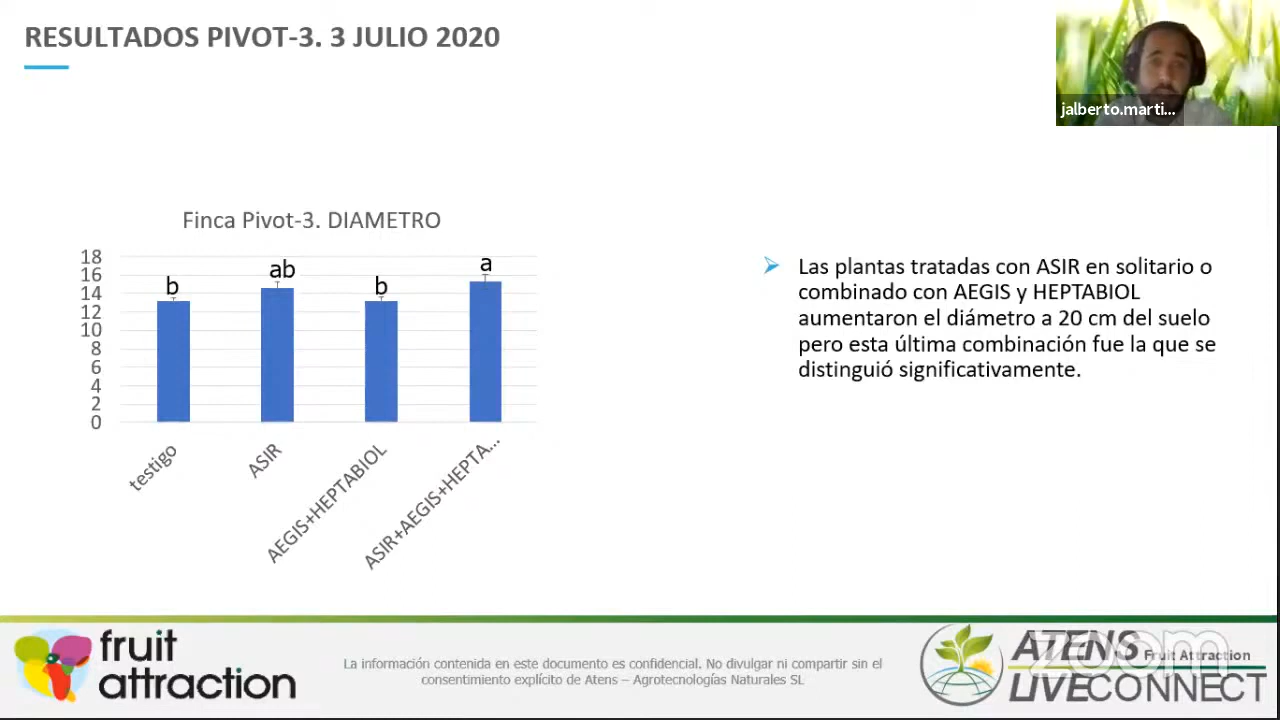 RESULTADOS PIVOT-3. 3 JULIO 2020
jalberto.marti...
Finca Pivot-3. DIAMETRO
18
16
14
12
10
8
6
4
2
0
b
ab
b
a
testigo
ASIR
AEGIS+HEPTABIOL
ASIR+AEGIS+HEPTA...
Las plantas tratadas con ASIR en solitario o
combinado con AEGIS y HEPTABIOL
aumentaron el diámetro a 20 cm del suelo
pero esta última combinación fue la que se
distinguió significativamente.
fruit
attraction
La información contenida en este documento es confidencial. No divulgar ni compartir sin el
consentimiento explícito de Atens – Agrotecnologías Naturales SL
ATENS Fruit Attraction
LIVECONNECT
zoom